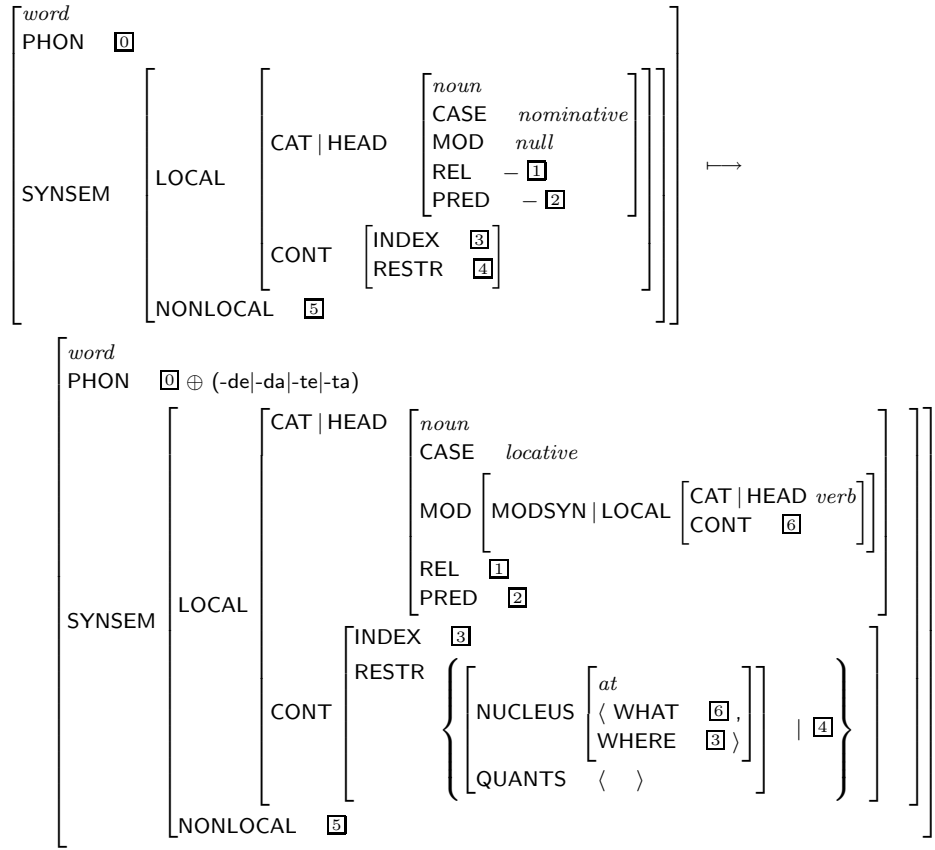 word
PHON 0
SYNSEM
LOCAL
CAT | HEAD
noun
CASE nominative
MOD null
REL − 1
PRED − 2
CONT
INDEX 3
RESTR 4
NONLOCAL 5
⟼
word
PHON 0 ⊕ (-de|-da|-te|-ta)
SYNSEM
LOCAL
CAT | HEAD
noun
CASE locative
MOD MODSYN | LOCAL
CAT | HEAD verb
CONT 6
REL 1
PRED 2
CONT
INDEX 3
RESTR
NUCLEUS
at
⟨ WHAT 6 ,
WHERE 3 ⟩
QUANTS ⟨ ⟩
| 4
NONLOCAL 5